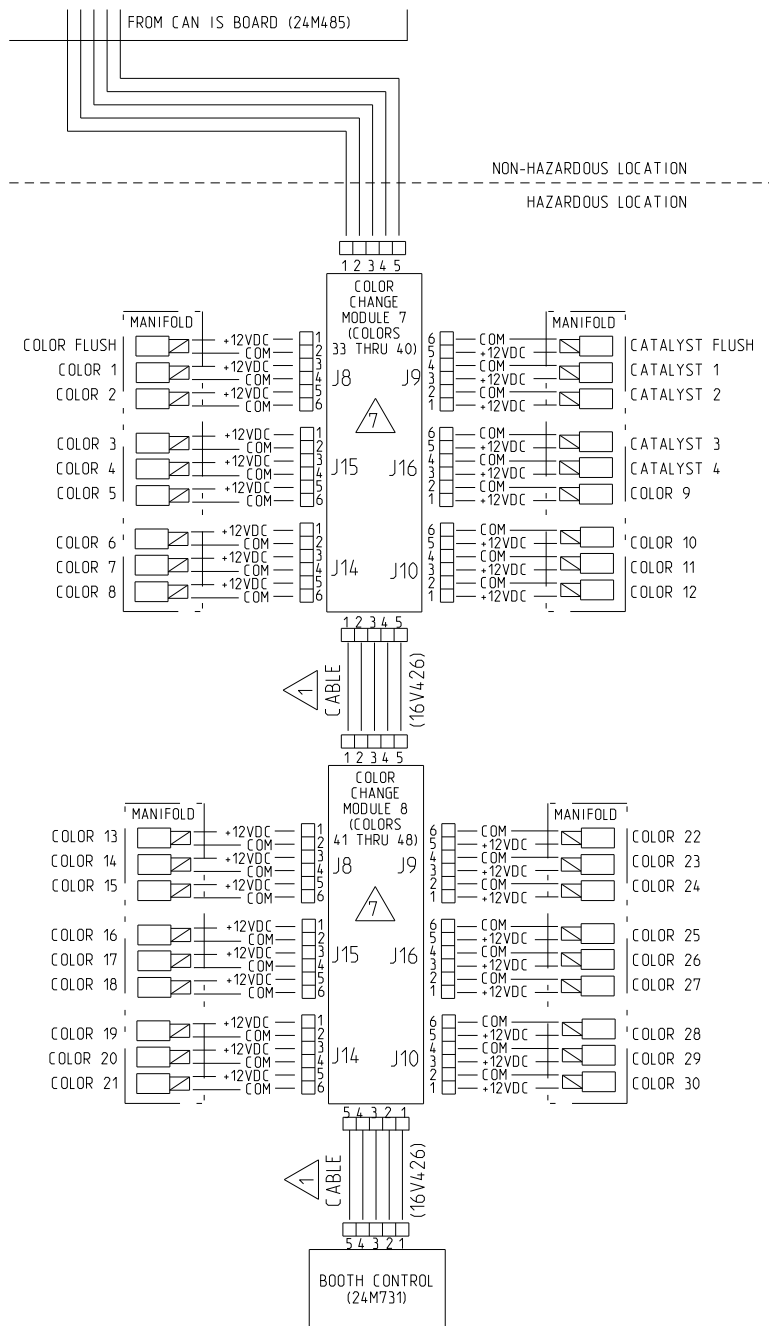 FROM CAN IS BOARD (24M485)
NON-HAZARDOUS LOCATION
HAZARDOUS LOCATION
1 2 3 4 5
COLOR
CHANGE
MODULE 7
(COLORS
33 THRU 40)
MANIFOLD
MANIFOLD
COLOR FLUSH +12VDC 1 6 COM CATALYST FLUSH
COM 2 5 +12VDC
COLOR 1 +12VDC 3 J8 J9 4 COM CATALYST 1
COM 4 3 +12VDC
COLOR 2 +12VDC 5 2 COM CATALYST 2
COM 6 1 +12VDC
7
COLOR 3 +12VDC 1 6 COM CATALYST 3
COM 2 5 +12VDC
COLOR 4 +12VDC 3 J15 J16 4 COM CATALYST 4
COM 4 3 +12VDC
COLOR 5 +12VDC 5 2 COM COLOR 9
COM 6 1 +12VDC
COLOR 6 +12VDC 1 6 COM COLOR 10
COM 2 5 +12VDC
COLOR 7 +12VDC 3 J14 J10 4 COM COLOR 11
COM 4 3 +12VDC
COLOR 8 +12VDC 5 2 COM COLOR 12
COM 6 1 +12VDC
1 2 3 4 5
1
CABLE
(16V426)
1 2 3 4 5
COLOR
CHANGE
MODULE 8
(COLORS
41 THRU 48)
MANIFOLD
MANIFOLD
COLOR 13 +12VDC 1 6 COM COLOR 22
COM 2 5 +12VDC
COLOR 14 +12VDC 3 J8 J9 4 COM COLOR 23
COM 4 3 +12VDC
COLOR 15 +12VDC 5 2 COM COLOR 24
COM 6 1 +12VDC
7
COLOR 16 +12VDC 1 6 COM COLOR 25
COM 2 5 +12VDC
COLOR 17 +12VDC 3 J15 J16 4 COM COLOR 26
COM 4 3 +12VDC
COLOR 18 +12VDC 5 2 COM COLOR 27
COM 6 1 +12VDC
COLOR 19 +12VDC 1 6 COM COLOR 28
COM 2 5 +12VDC
COLOR 20 +12VDC 3 J14 J10 4 COM COLOR 29
COM 4 3 +12VDC
COLOR 21 +12VDC 5 2 COM COLOR 30
COM 6 1 +12VDC
5 4 3 2 1
1
CABLE
(16V426)
5 4 3 2 1
BOOTH CONTROL
(24M731)